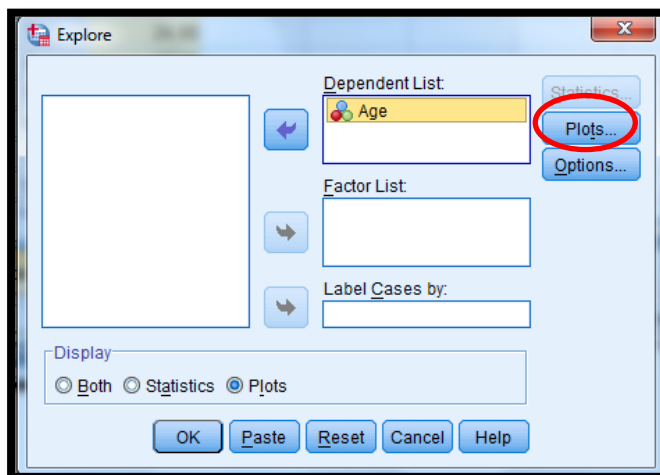 Explore
Dependent List:
Statistics...
Age
Plots...
Options...
Factor List:
Label Cases by:
Display
Both Statistics Plots
OK Paste Reset Cancel Help